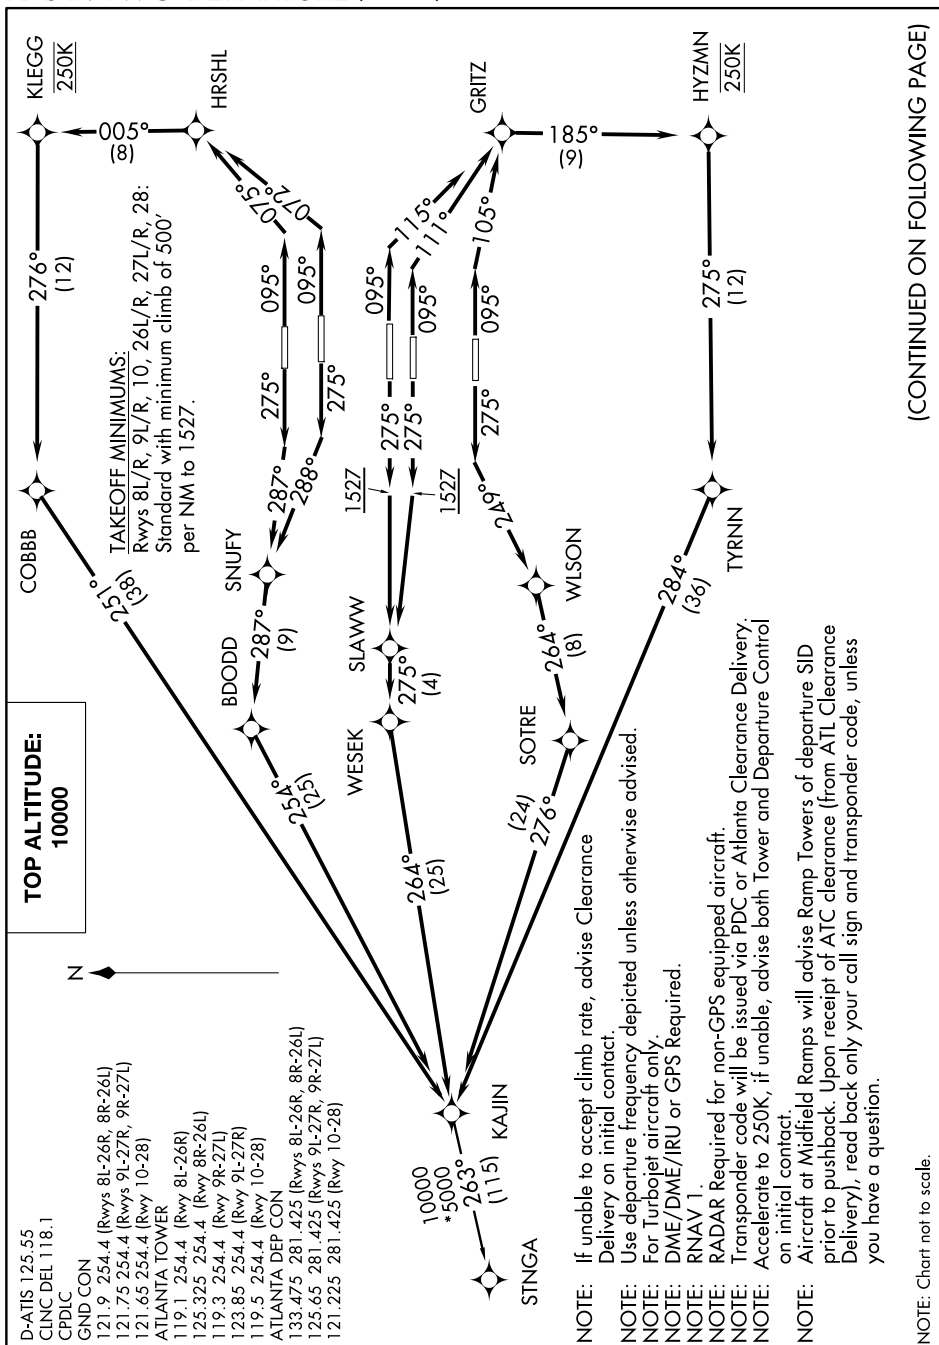 D-ATIS 125.55
CLNC DEL 118.1
CPDLC
GND CON
121.9 254.4 (Rwys 8L-26R, 8R-26L)
121.75 254.4 (Rwys 9L-27R, 9R-27L)
121.65 254.4 (Rwy 10-28)
ATLANTA TOWER
119.1 254.4 (Rwy 8L-26R)
125.325 254.4 (Rwy 8R-26L)
119.3 254.4 (Rwy 9R-27L)
123.85 254.4 (Rwy 9L-27R)
119.5 254.4 (Rwy 10-28)
ATLANTA DEP CON
133.475 281.425 (Rwys 8L-26R, 8R-26L)
125.65 281.425 (Rwys 9L-27R, 9R-27L)
121.225 281.425 (Rwy 10-28)
N
TOP ALTITUDE:
10000
TAKEOFF MINIMUMS:
Rwys 8L/R, 9L/R, 10, 26L/R, 27L/R, 28:
Standard with minimum climb of 500'
per NM to 1527.
KLEGG
250K
005°
(8)
HRSHL
276°
(12)
COBBB
251°
(38)
075°
072°
095°
095°
275°
275°
287°
288°
SNUFY
287°
(9)
BDODD
254°
(25)
GRITZ
185°
(9)
HYZMN
250K
115°
111°
105°
095°
095°
095°
275°
275°
275°
1527
1527
SLAWW
275°
(4)
WESEK
264°
(25)
249°
WLSON
264°
(8)
SOTRE
(24)
276°
275°
(12)
TYRNN
284°
(36)
KAJIN
10000
*5000
263°
(115)
STNGA
NOTE: If unable to accept climb rate, advise Clearance
Delivery on initial contact.
NOTE: Use departure frequency depicted unless otherwise advised.
NOTE: For Turbojet aircraft only.
NOTE: DME/DME/IRU or GPS Required.
NOTE: RNAV 1.
NOTE: RADAR Required for non-GPS equipped aircraft.
NOTE: Transponder code will be issued via PDC or Atlanta Clearance Delivery.
NOTE: Accelerate to 250K, if unable, advise both Tower and Departure Control
on initial contact.
NOTE: Aircraft at Midfield Ramps will advise Ramp Towers of departure SID
prior to pushback. Upon receipt of ATC clearance (from ATL Clearance
Delivery), read back only your call sign and transponder code, unless
you have a question.
(CONTINUED ON FOLLOWING PAGE)
NOTE: Chart not to scale.